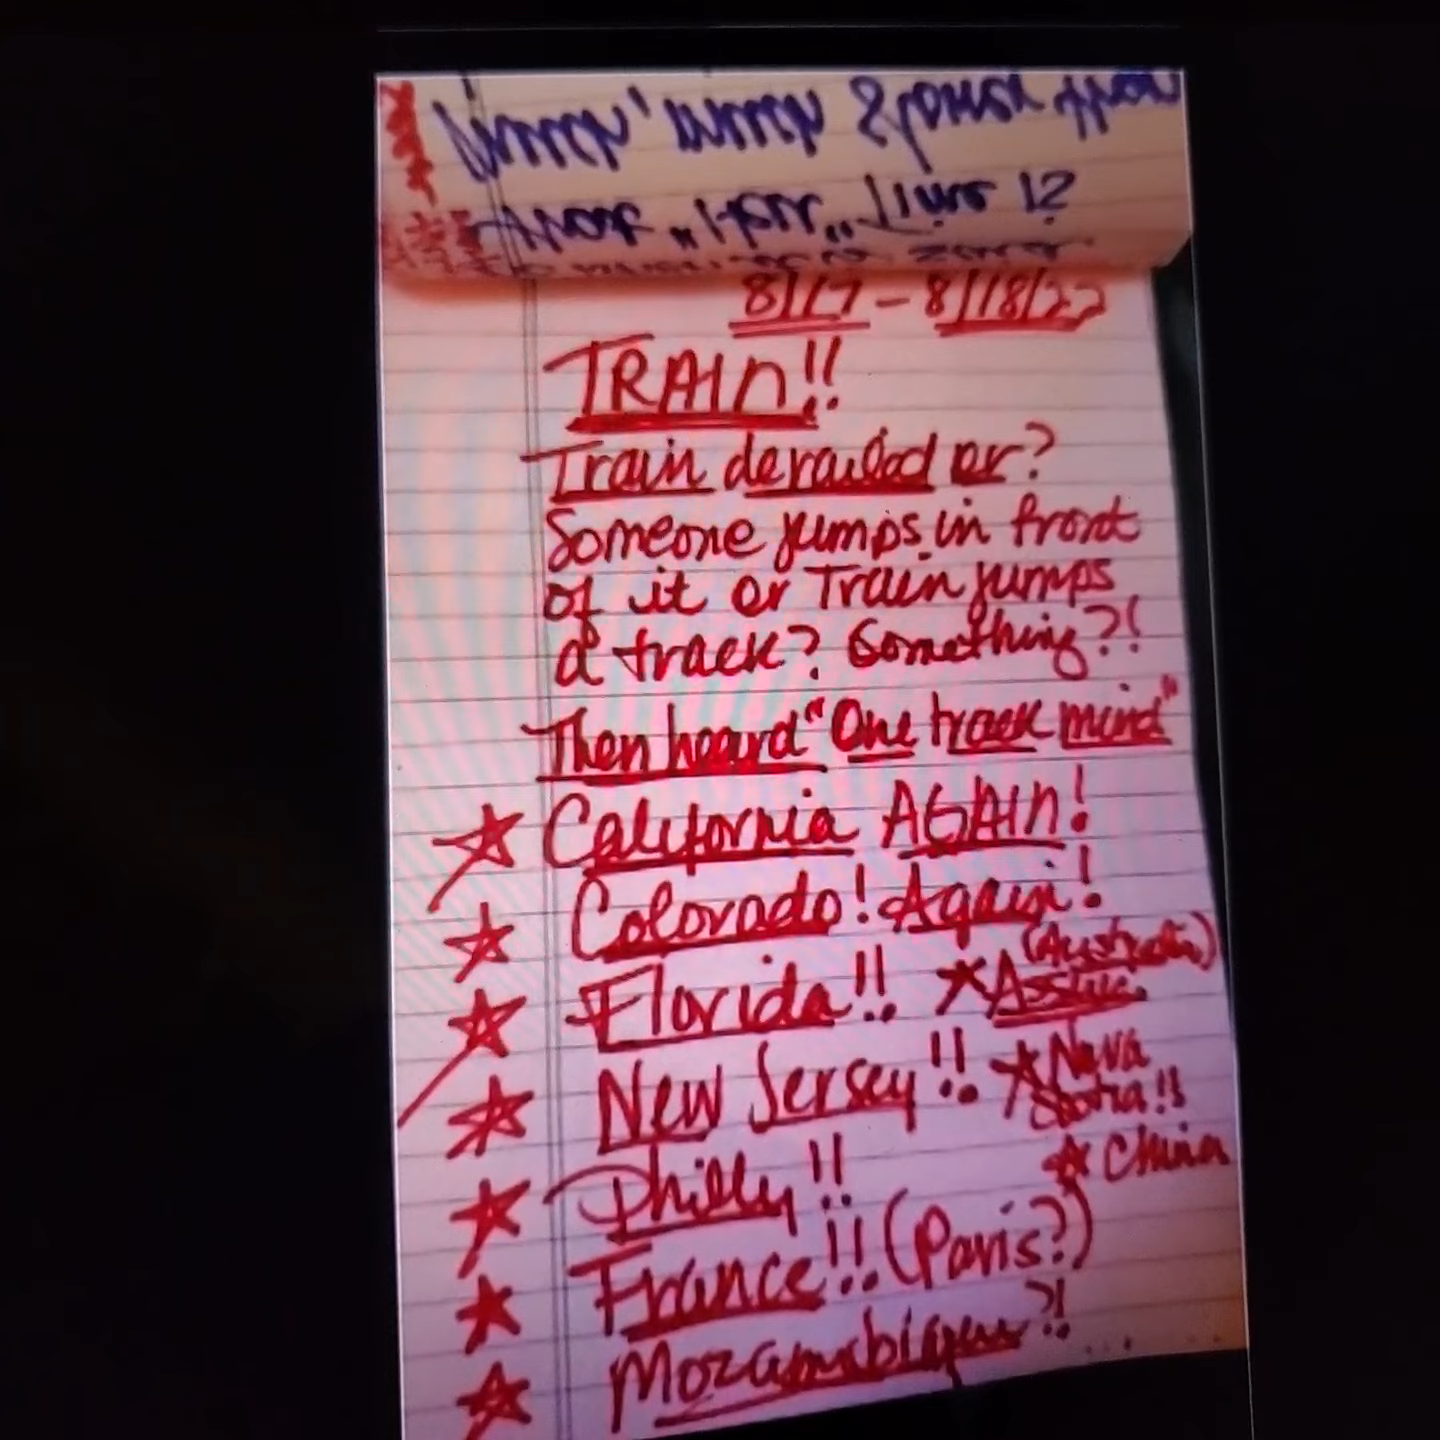 8/17 - 8/18/22
TRAIN!!
Train derailed or?
Someone jumps in front
of it or Train jumps
a track? Something?!
Then heard "One track mind"
California AGAIN!
Colorado! Again!
(Australia)
Florida!!
New Jersey!! Nova
Scotia!!
China
Philly!!
France!! (Paris?)
Mozambique?!